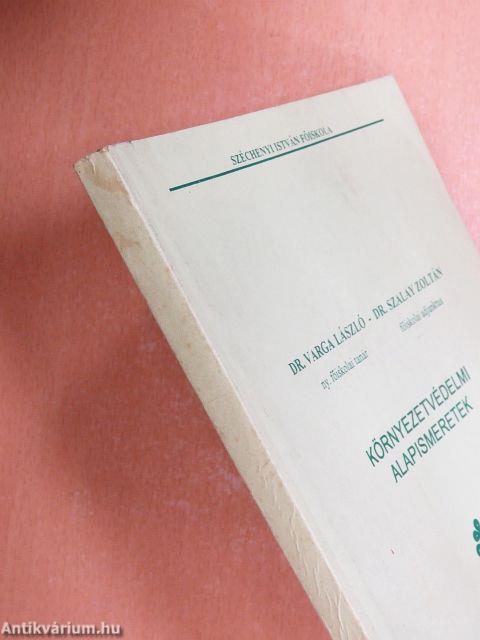 SZÉCHENYI ISTVÁN FŐISKOLA
DR. VARGA LÁSZLÓ - DR. SZALAY ZOLTÁN
ny. főiskolai tanár főiskolai adjunktus
KÖRNYEZETVÉDELMI
ALAPISMERETEK
Antikvárium.hu